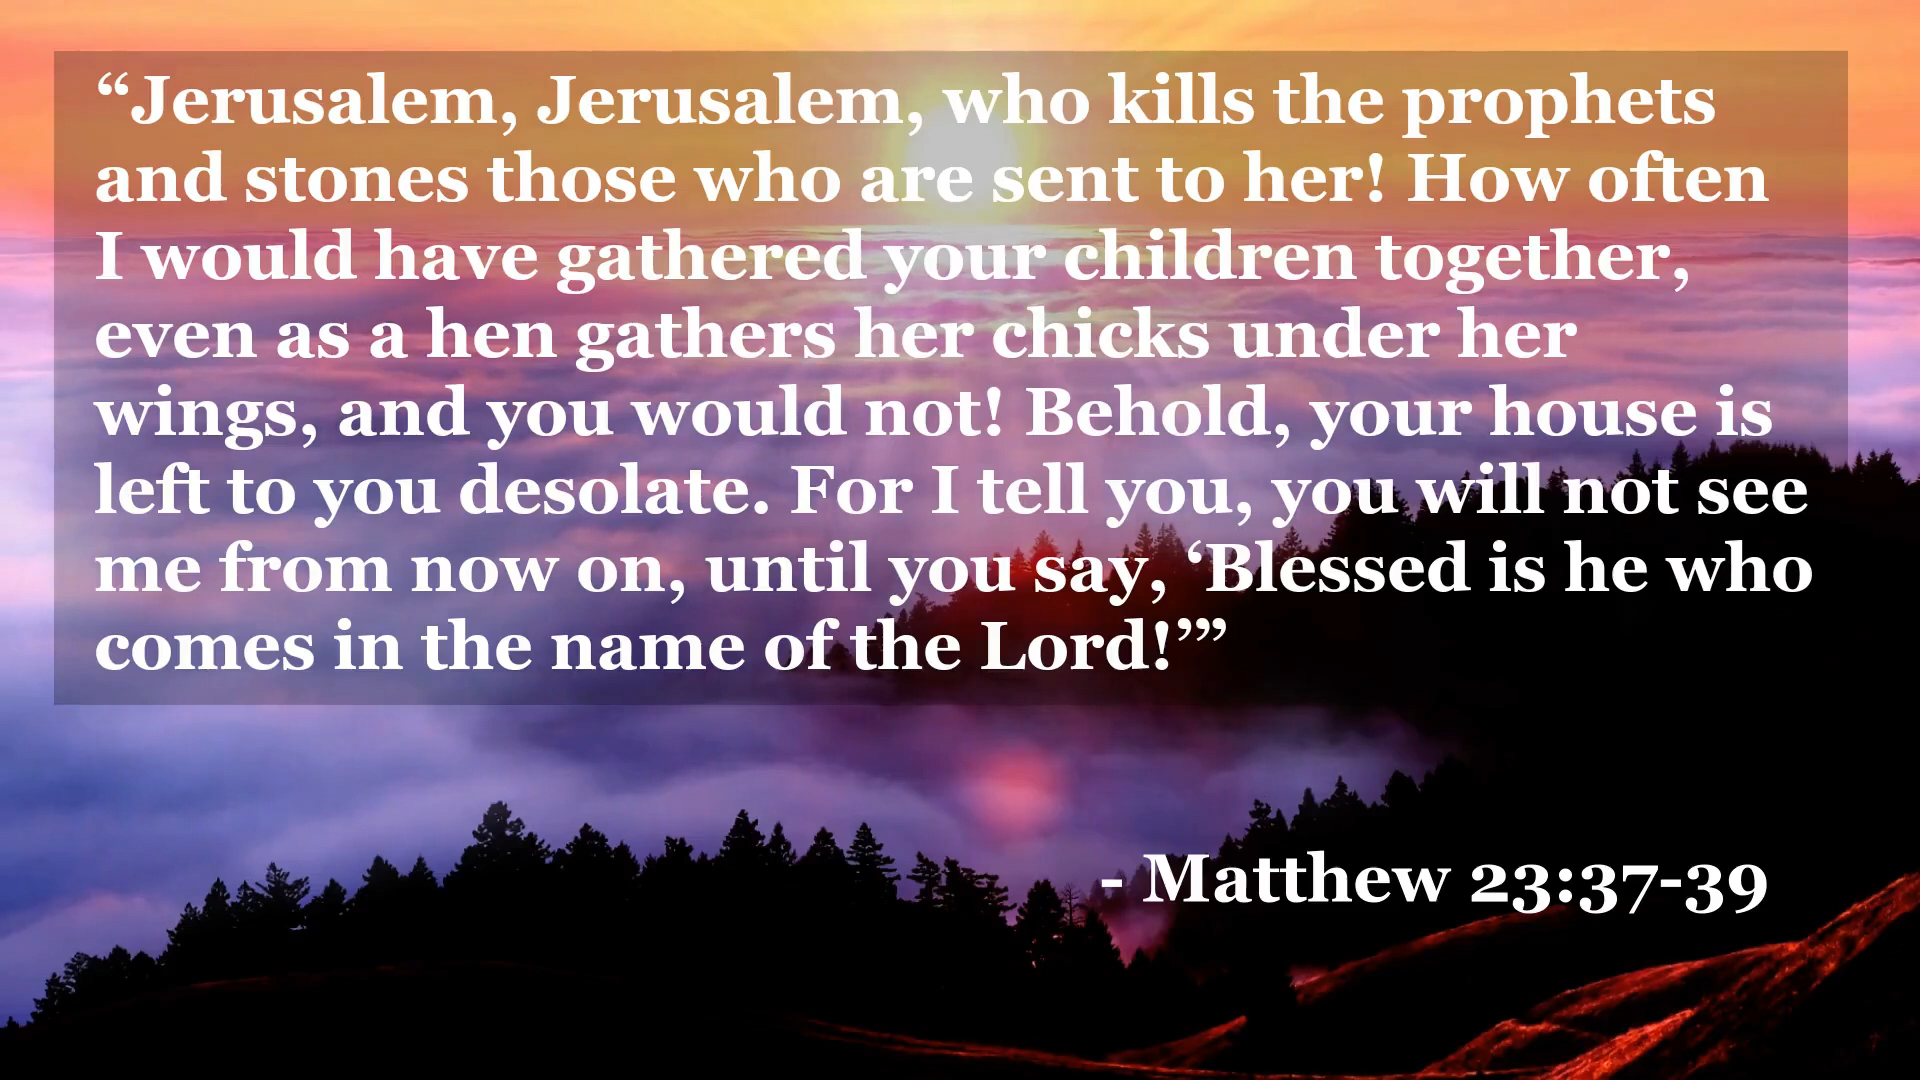 “Jerusalem, Jerusalem, who kills the prophets
and stones those who are sent to her! How often
I would have gathered your children together,
even as a hen gathers her chicks under her
wings, and you would not! Behold, your house is
left to you desolate. For I tell you, you will not see
me from now on, until you say, ‘Blessed is he who
comes in the name of the Lord!’”
- Matthew 23:37-39